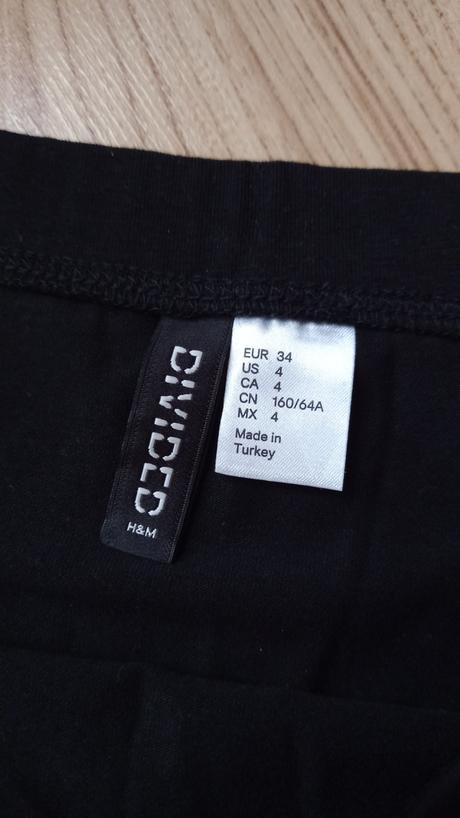 DIVIDED
H&M
EUR 34
US 4
CA 4
CN 160/64A
MX 4
Made in
Turkey